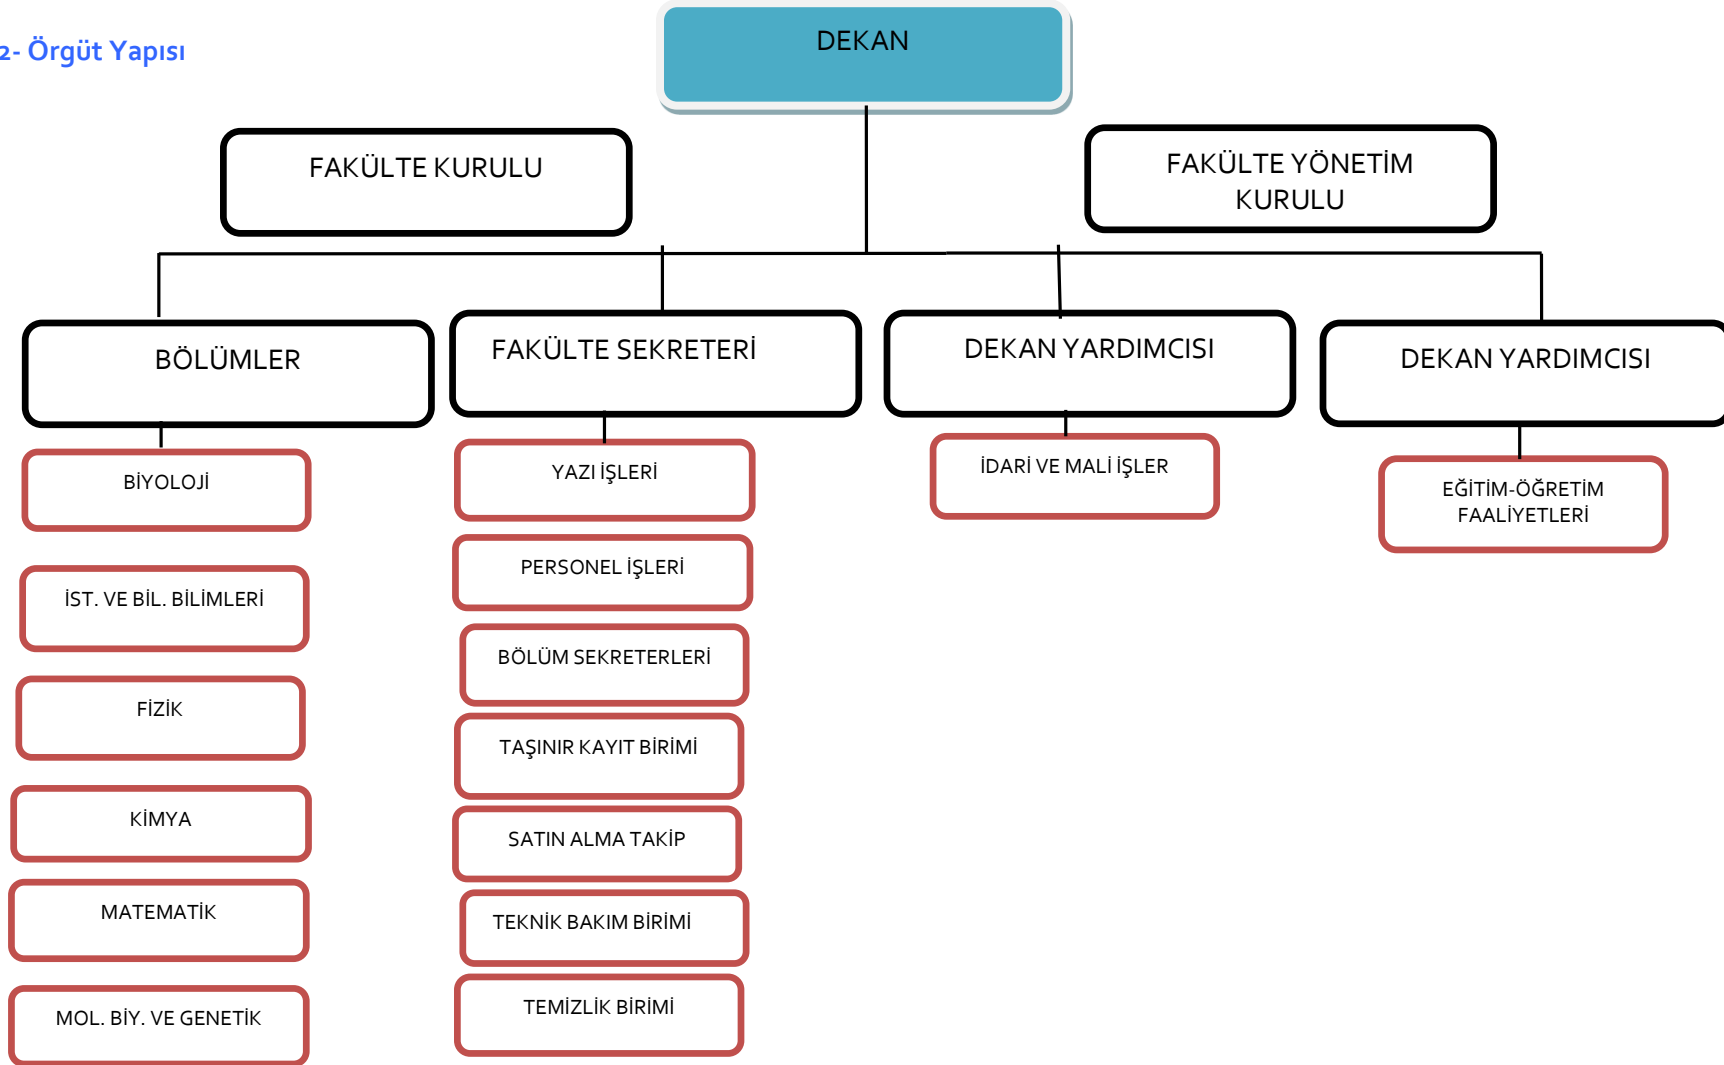 2- Örgüt Yapısı
DEKAN
FAKÜLTE KURULU
FAKÜLTE YÖNETİM
KURULU
BÖLÜMLER
FAKÜLTE SEKRETERİ
DEKAN YARDIMCISI
DEKAN YARDIMCISI
BİYOLOJİ
İST. VE BİL. BİLİMLERİ
FİZİK
KİMYA
MATEMATİK
MOL. BİY. VE GENETİK
YAZI İŞLERİ
PERSONEL İŞLERİ
BÖLÜM SEKRETERLERİ
TAŞINIR KAYIT BİRİMİ
SATIN ALMA TAKİP
TEKNİK BAKIM BİRİMİ
TEMİZLİK BİRİMİ
İDARİ VE MALİ İŞLER
EĞİTİM-ÖĞRETİM
FAALİYETLERİ